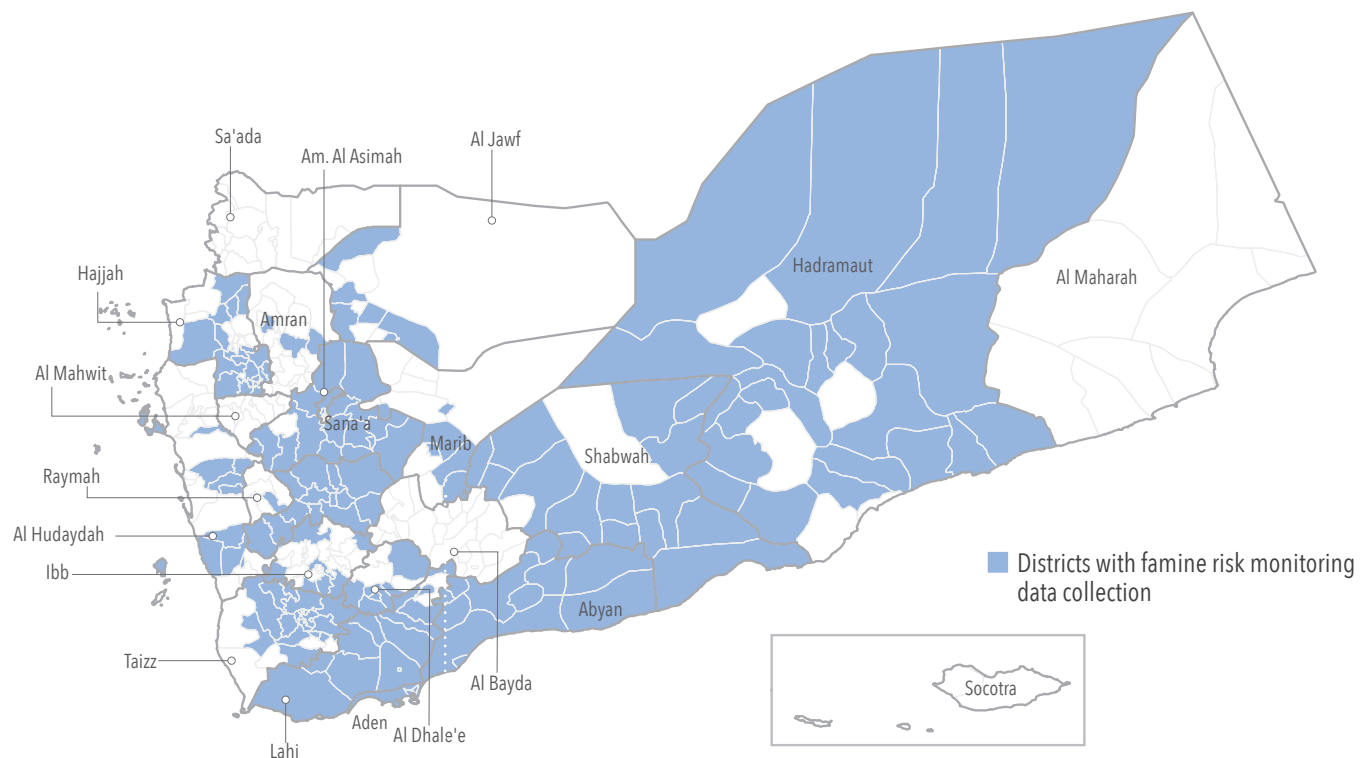 Sa'ada
Am. Al Asimah
Al Jawf
Hajjah
Hadramaut
Al Maharah
Amran
Al Mahwit
Sana'a
Marib
Shabwah
Raymah
Al Hudaydah
Ibb
Districts with famine risk monitoring
data collection
Abyan
Taizz
Al Bayda
Socotra
Aden
Al Dhale'e
Lahi